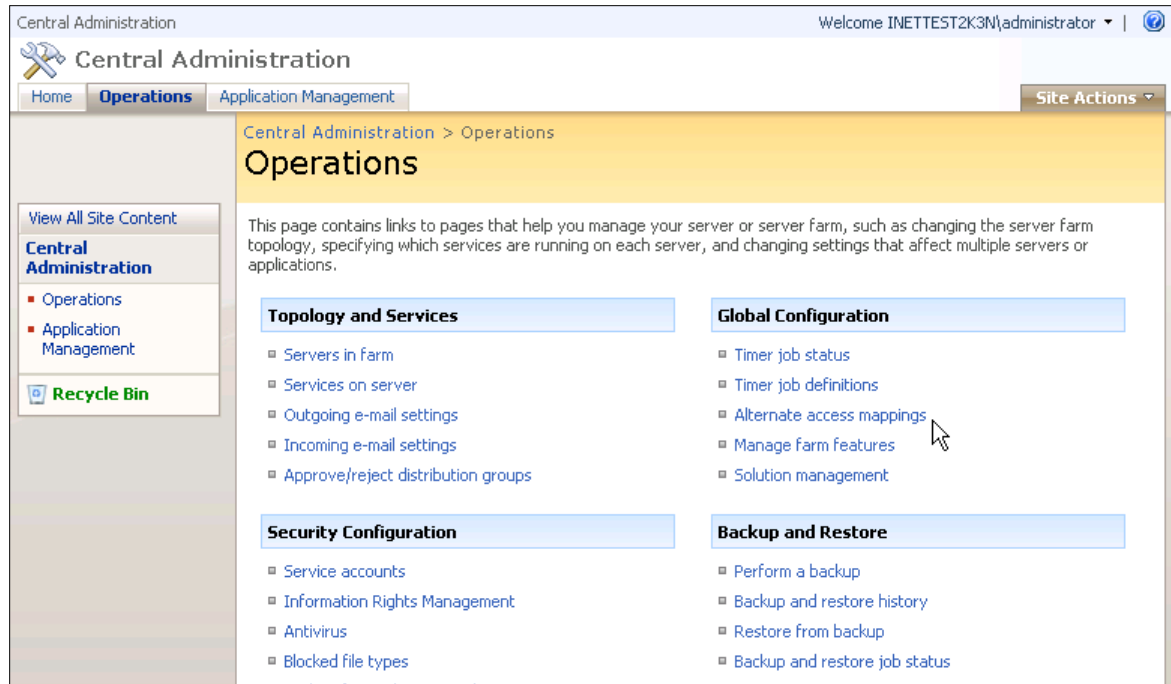 Central Administration
Welcome INETTEST2K3N\administrator
Central Administration
Home
Operations
Application Management
Site Actions
Central Administration > Operations
Operations
View All Site Content
Central
Administration
Operations
Application
Management
Recycle Bin
This page contains links to pages that help you manage your server or server farm, such as changing the server farm
topology, specifying which services are running on each server, and changing settings that affect multiple servers or
applications.
Topology and Services
Servers in farm
Services on server
Outgoing e-mail settings
Incoming e-mail settings
Approve/reject distribution groups
Global Configuration
Timer job status
Timer job definitions
Alternate access mappings
Manage farm features
Solution management
Security Configuration
Service accounts
Information Rights Management
Antivirus
Blocked file types
Backup and Restore
Perform a backup
Backup and restore history
Restore from backup
Backup and restore job status